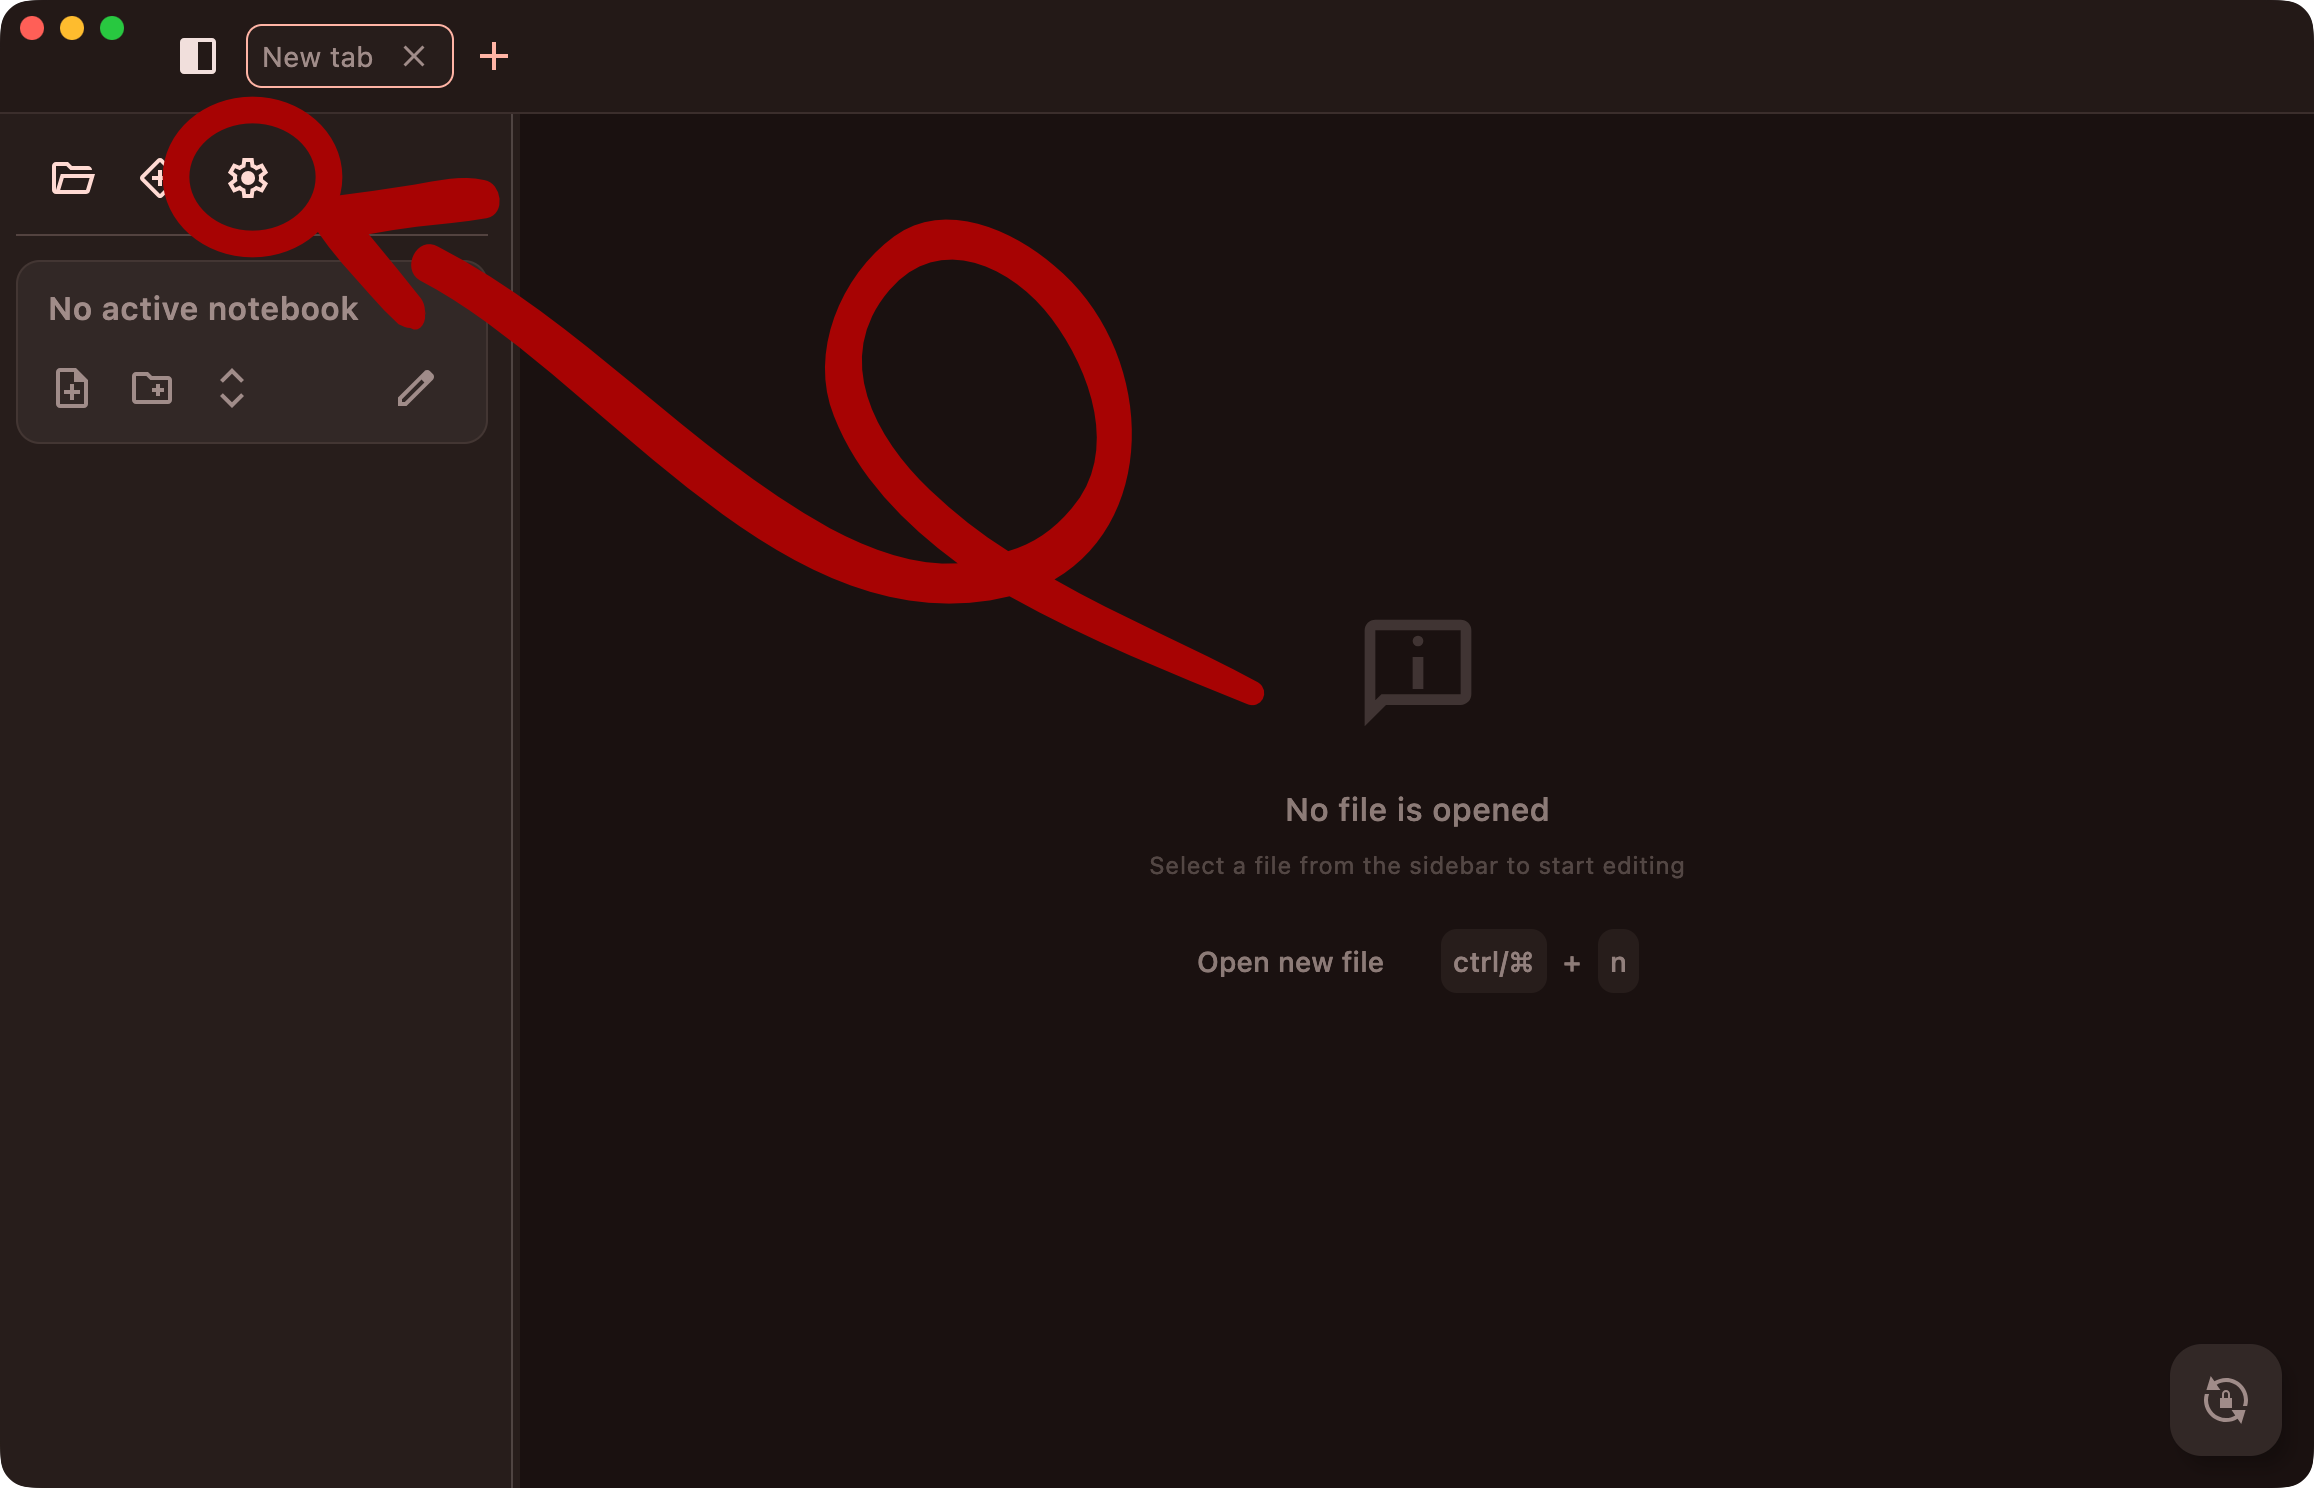 New tab
No active notebook
No file is opened
Select a file from the sidebar to start editing
Open new file ctrl/⌘ + n